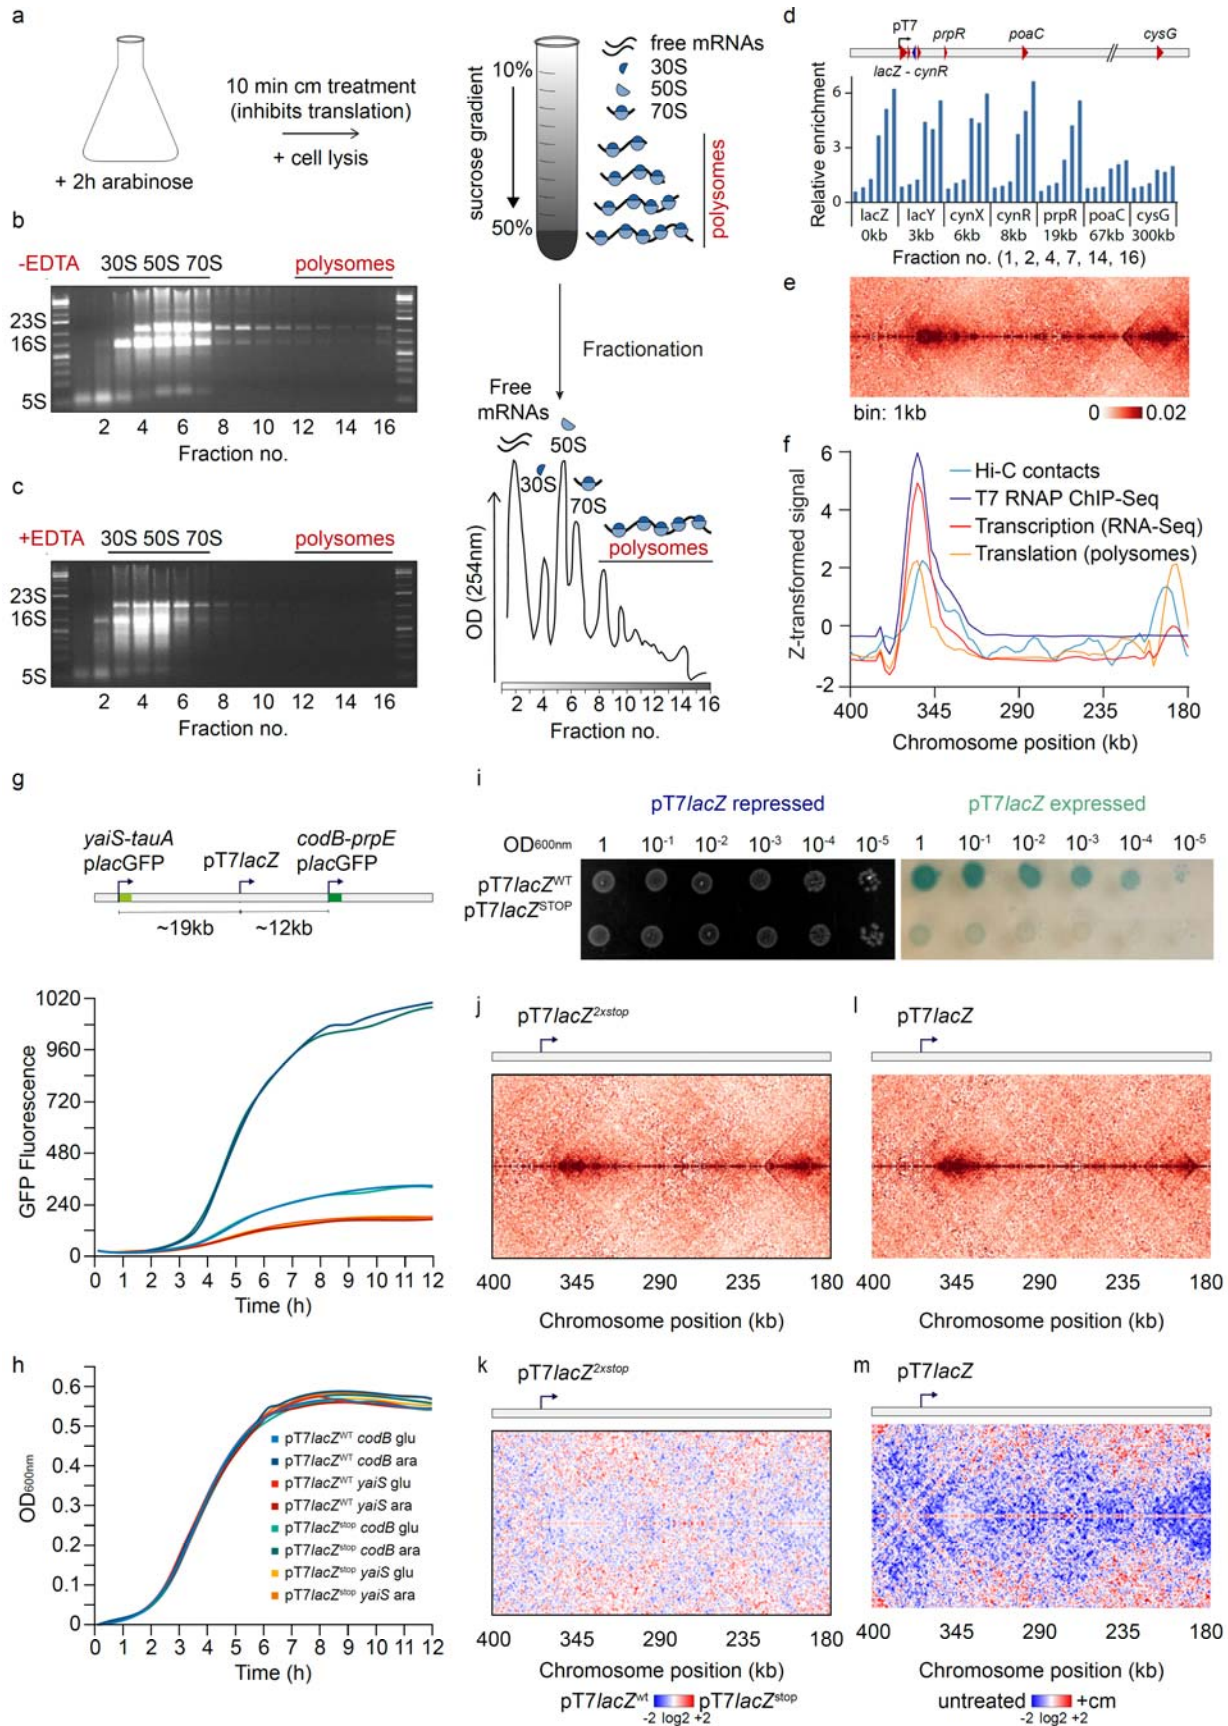 a
10 min cm treatment
(inhibits translation)
+ cell lysis
+ 2h arabinose
sucrose gradient
10%
50%
free mRNAs
30S
50S
70S
polysomes
Fractionation
Free
mRNAs
50S
30S
70S
polysomes
OD (254nm)
2 4 6 8 10 12 14 16
Fraction no.
b
-EDTA
30S 50S 70S
polysomes
23S
16S
5S
2 4 6 8 10 12 14 16
Fraction no.
c
+EDTA
30S 50S 70S
polysomes
23S
16S
5S
2 4 6 8 10 12 14 16
Fraction no.
d
pT7
prpR
poaC
cysG
lacZ - cynR
Relative enrichment
6
3
0
lacZ lacY cynX cynR prpR poaC cysG
0kb 3kb 6kb 8kb 19kb 67kb 300kb
Fraction no. (1, 2, 4, 7, 14, 16)
e
bin: 1kb
0 0.02
f
Z-transformed signal
6
4
2
0
-2
Hi-C contacts
T7 RNAP ChIP-Seq
Transcription (RNA-Seq)
Translation (polysomes)
400 345 290 235 180
Chromosome position (kb)
g
yaiS-tauA
placGFP
pT7lacZ
codB-prpE
placGFP
~19kb
~12kb
GFP Fluorescence
1020
960
720
480
240
0
0 1 2 3 4 5 6 7 8 9 10 11 12
Time (h)
h
OD600nm
0.6
0.5
0.4
0.3
0.2
0.1
0
pT7lacZWT codB glu
pT7lacZWT codB ara
pT7lacZWT yaiS glu
pT7lacZWT yaiS ara
pT7lacZstop codB glu
pT7lacZstop codB ara
pT7lacZstop yaiS glu
pT7lacZstop yaiS ara
0 1 2 3 4 5 6 7 8 9 10 11 12
Time (h)
i
pT7lacZ repressed
pT7lacZ expressed
OD600nm 1 10-1 10-2 10-3 10-4 10-5
1 10-1 10-2 10-3 10-4 10-5
pT7lacZWT
pT7lacZSTOP
j
pT7lacZ2xstop
400 345 290 235 180
Chromosome position (kb)
l
pT7lacZ
400 345 290 235 180
Chromosome position (kb)
k
pT7lacZ2xstop
400 345 290 235 180
Chromosome position (kb)
pT7lacZwt pT7lacZstop
-2 log2 +2
m
pT7lacZ
400 345 290 235 180
Chromosome position (kb)
untreated +cm
-2 log2 +2